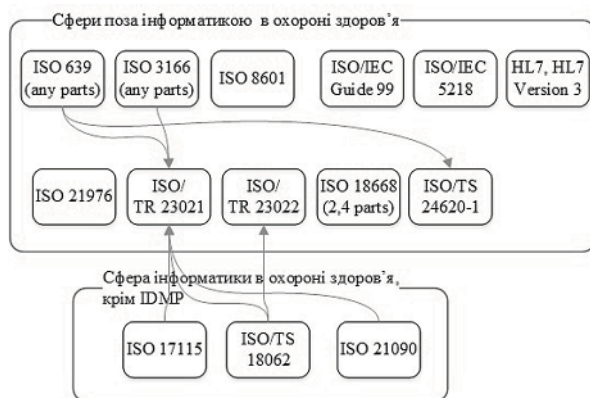 Сфери поза інформатикою в охороні здоров’я
ISO 639
(any parts)
ISO 3166
(any parts)
ISO 8601
ISO/IEC
Guide 99
ISO/IEC
5218
HL7, HL7
Version 3
ISO 21976
ISO/
TR 23021
ISO/
TR 23022
ISO 18668
(2,4 parts)
ISO/TS
24620-1
Сфера інформатики в охороні здоров’я,
крім IDMP
ISO 17115
ISO/TS
18062
ISO 21090